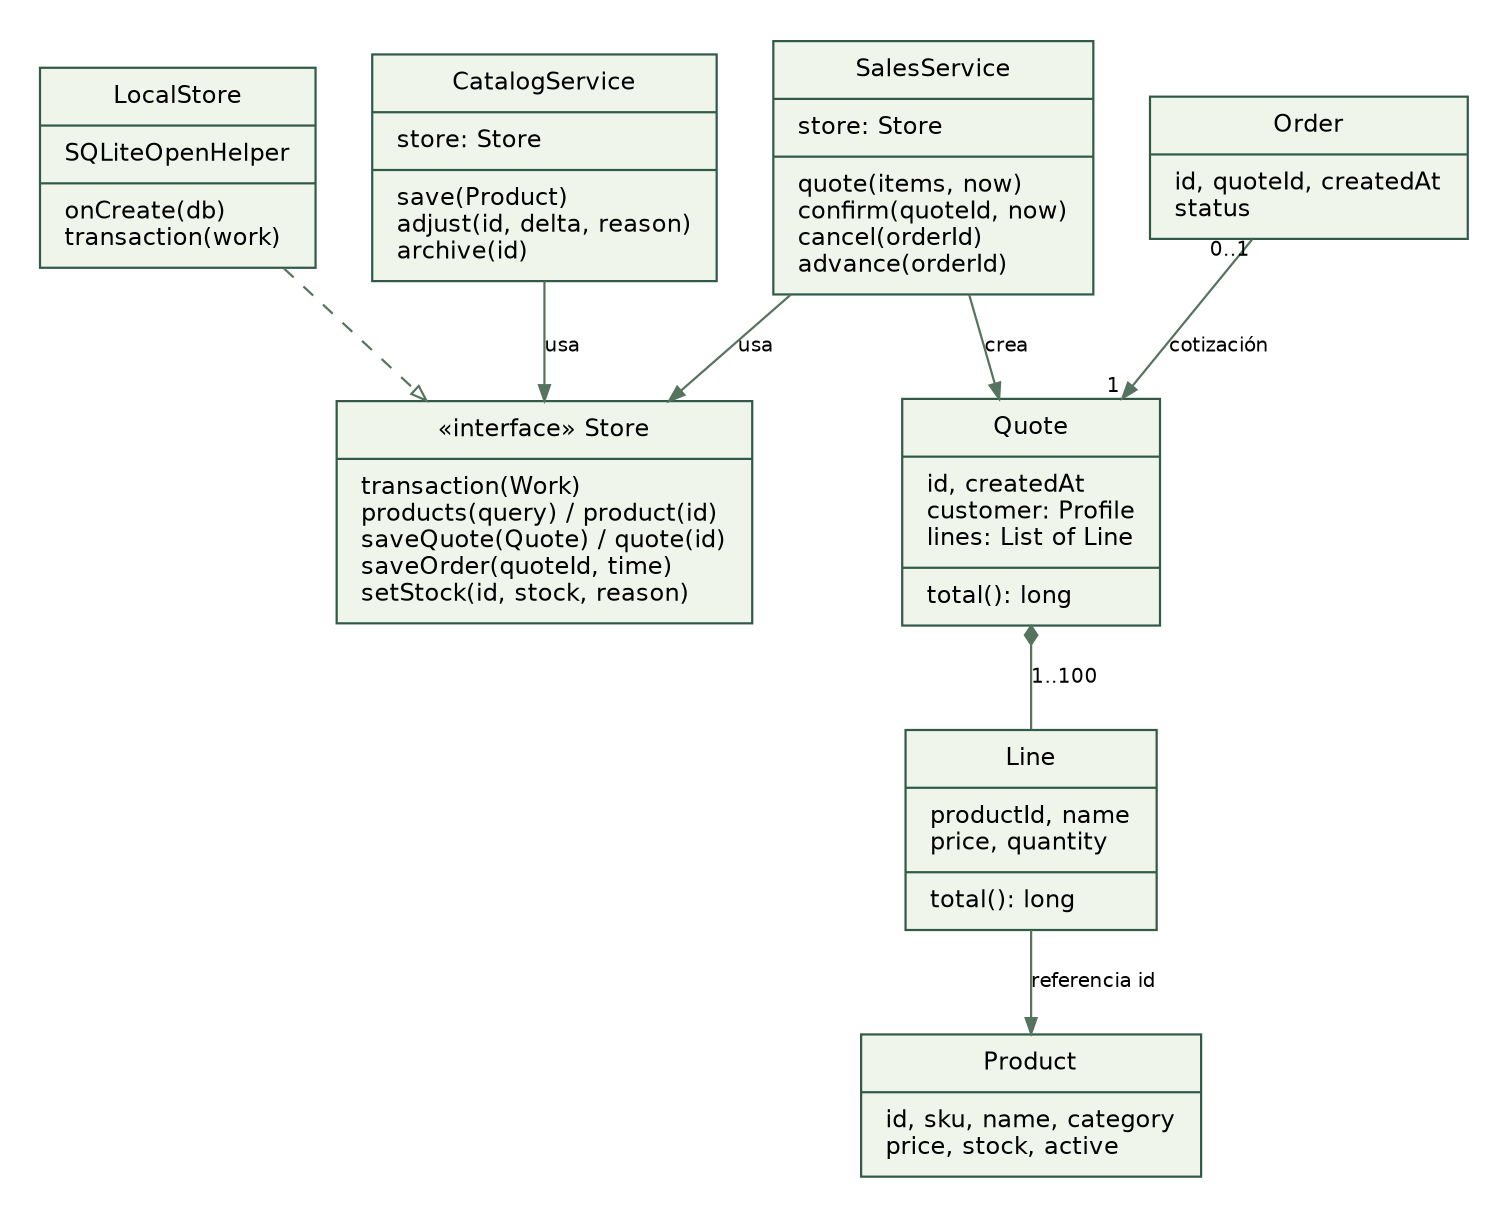 LocalStore
SQLiteOpenHelper
onCreate(db)
transaction(work)
CatalogService
store: Store
save(Product)
adjust(id, delta, reason)
archive(id)
SalesService
store: Store
quote(items, now)
confirm(quoteId, now)
cancel(orderId)
advance(orderId)
Order
id, quoteId, createdAt
status
0..1
usa
usa
crea
cotización
1
«interface» Store
transaction(Work)
products(query) / product(id)
saveQuote(Quote) / quote(id)
saveOrder(quoteId, time)
setStock(id, stock, reason)
Quote
id, createdAt
customer: Profile
lines: List of Line
total(): long
1..100
Line
productId, name
price, quantity
total(): long
referencia id
Product
id, sku, name, category
price, stock, active